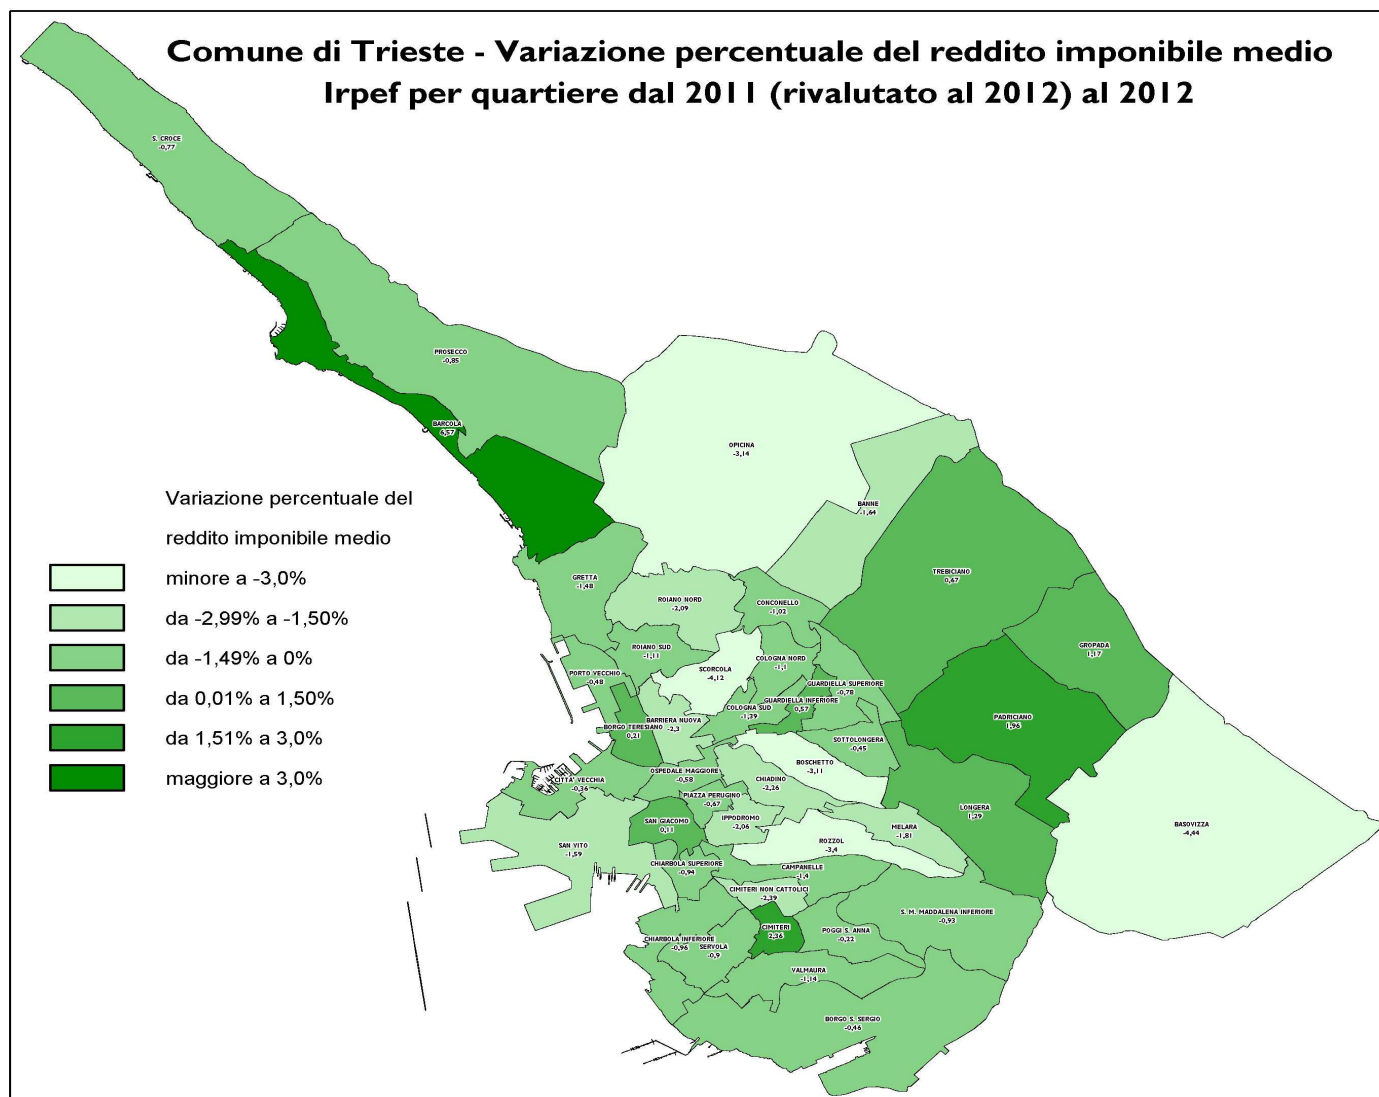 Comune di Trieste - Variazione percentuale del reddito imponibile medio
Irpef per quartiere dal 2011 (rivalutato al 2012) al 2012
S. CROCE
-0,77
PROSECCO
-0,85
BARCOLA
6,57
OPICINA
-3,14
BANNE
-1,64
TREBICIANO
0,67
GROPADA
1,17
PADRICIANO
1,96
BASOVIZZA
-4,44
LONGERA
1,29
GRETTA
-1,48
ROIANO NORD
-2,09
CONCONELLO
-1,02
ROIANO SUD
-1,11
SCORCOLA
-4,12
COLOGNA NORD
-1,1
PORTO VECCHIO
-0,48
GUARDIELLA SUPERIORE
-0,78
GUARDIELLA INFERIORE
0,57
COLOGNA SUD
-1,29
BARRIERA NUOVA
-2,3
BORGO TERESIANO
0,21
SOTTOLONGERA
-0,45
BOSCHETTO
-3,11
OSPEDALE MAGGIORE
-0,58
CHIADINO
-2,26
CITTA' VECCHIA
-0,36
PIAZZA PERUGINO
-0,67
IPPODROMO
-2,06
SAN GIACOMO
0,11
MELARA
-1,81
ROZZOL
-3,4
SAN VITO
-1,59
CHIARBOLA SUPERIORE
-0,94
CAMPANELLE
-1,4
CIMITERI NON CATTOLICI
-2,39
S. M. MADDALENA INFERIORE
-0,93
CIMITERI
2,36
POGGI S. ANNA
-0,22
CHIARBOLA INFERIORE
-0,96
SERVOLA
-0,9
VALMAURA
-1,14
BORGO S. SERGIO
-0,46
Variazione percentuale del
reddito imponibile medio
minore a -3,0%
da -2,99% a -1,50%
da -1,49% a 0%
da 0,01% a 1,50%
da 1,51% a 3,0%
maggiore a 3,0%